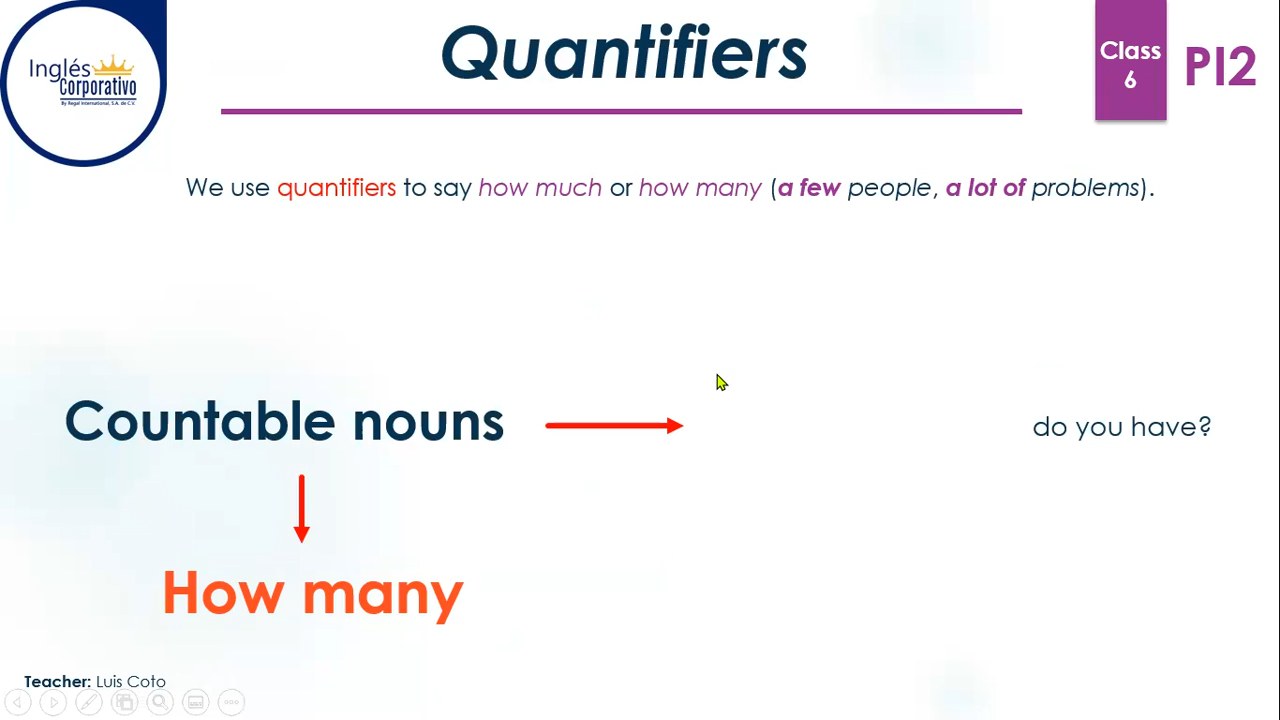 Quantifiers
Class
6
PI2
Inglés
Corporativo
By Regal International, S.A. de C.V.
We use quantifiers to say how much or how many (a few people, a lot of problems).
Countable nouns
do you have?
How many
Teacher: Luis Coto